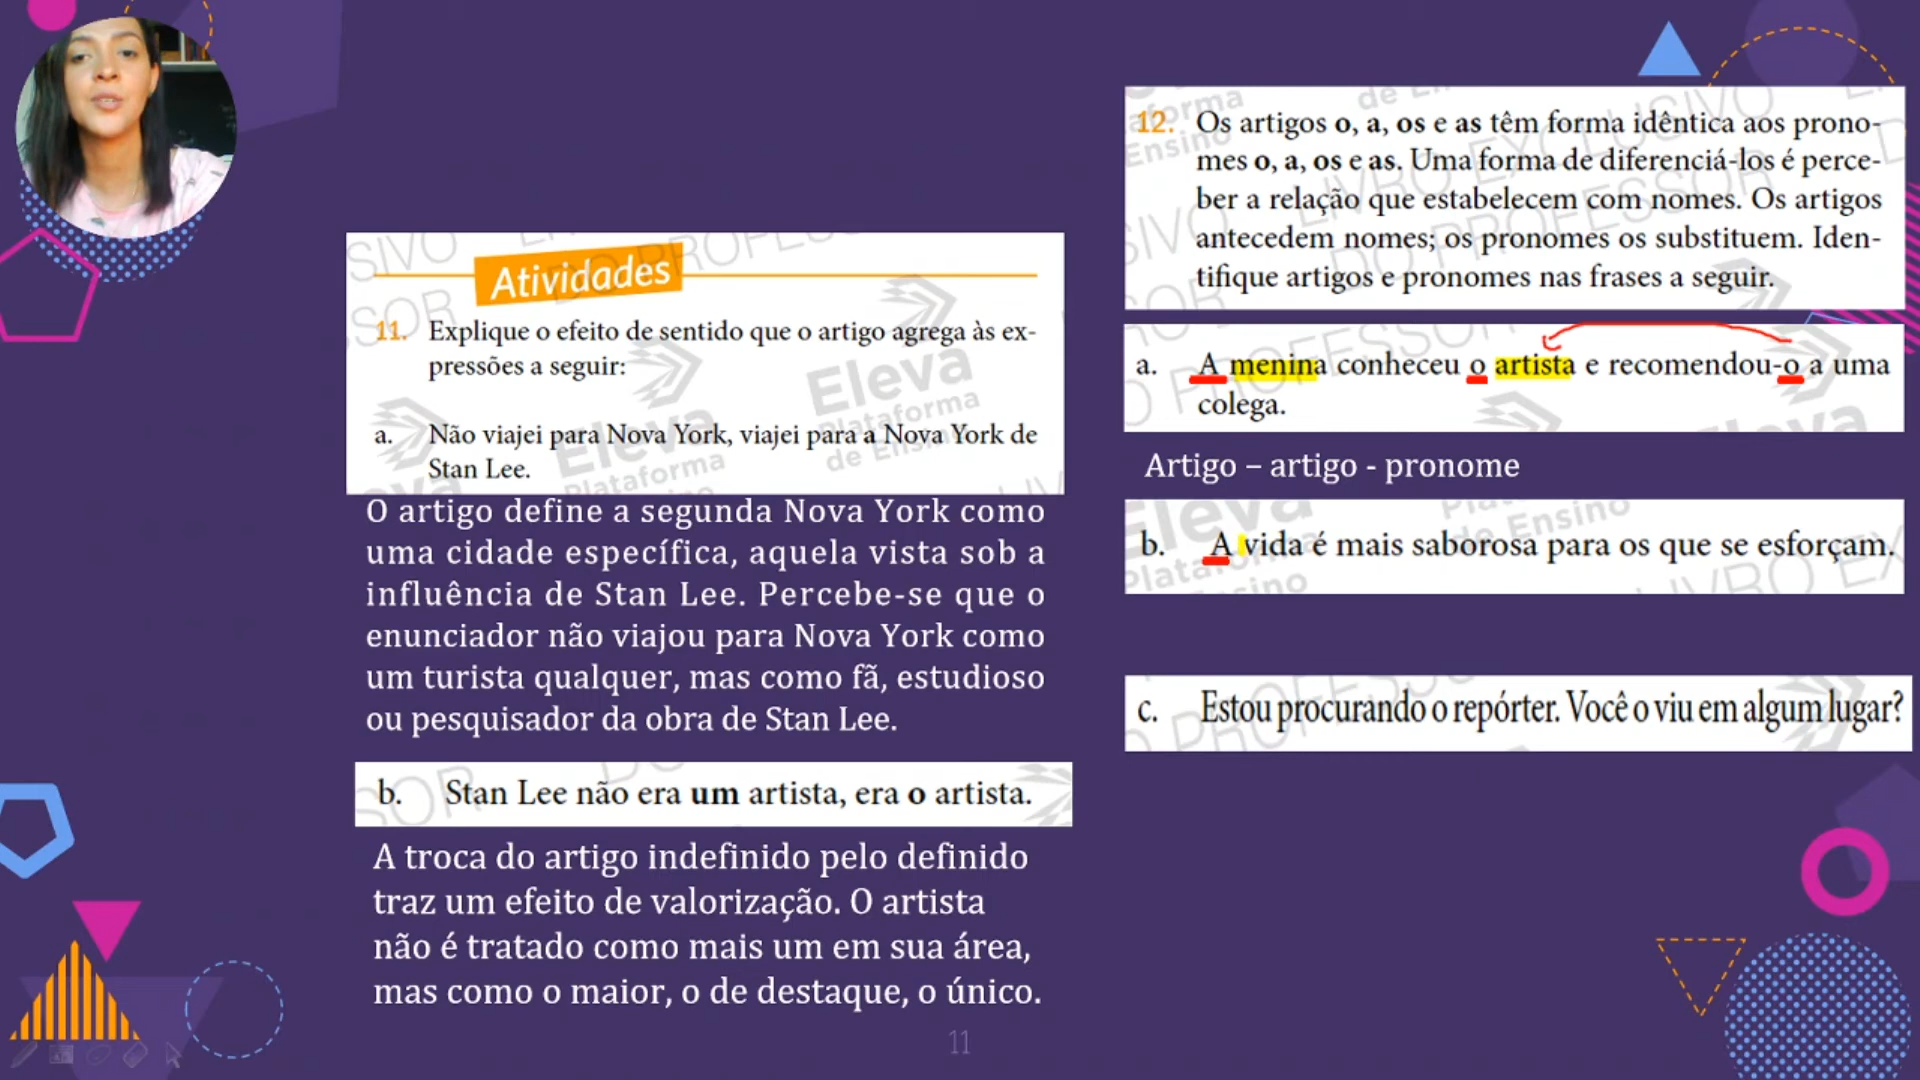 Atividades
11. Explique o efeito de sentido que o artigo agrega às ex-
pressões a seguir:
a. Não viajei para Nova York, viajei para a Nova York de
Stan Lee.
O artigo define a segunda Nova York como
uma cidade específica, aquela vista sob a
influência de Stan Lee. Percebe-se que o
enunciador não viajou para Nova York como
um turista qualquer, mas como fã, estudioso
ou pesquisador da obra de Stan Lee.
b. Stan Lee não era um artista, era o artista.
A troca do artigo indefinido pelo definido
traz um efeito de valorização. O artista
não é tratado como mais um em sua área,
mas como o maior, o de destaque, o único.
12. Os artigos o, a, os e as têm forma idêntica aos prono-
mes o, a, os e as. Uma forma de diferenciá-los é perce-
ber a relação que estabelecem com nomes. Os artigos
antecedem nomes; os pronomes os substituem. Iden-
tifique artigos e pronomes nas frases a seguir.
a. A menina conheceu o artista e recomendou-o a uma
colega.
Artigo – artigo - pronome
b. A vida é mais saborosa para os que se esforçam.
c. Estou procurando o repórter. Você o viu em algum lugar?
11
Eleva
Plataforma
de Ensino